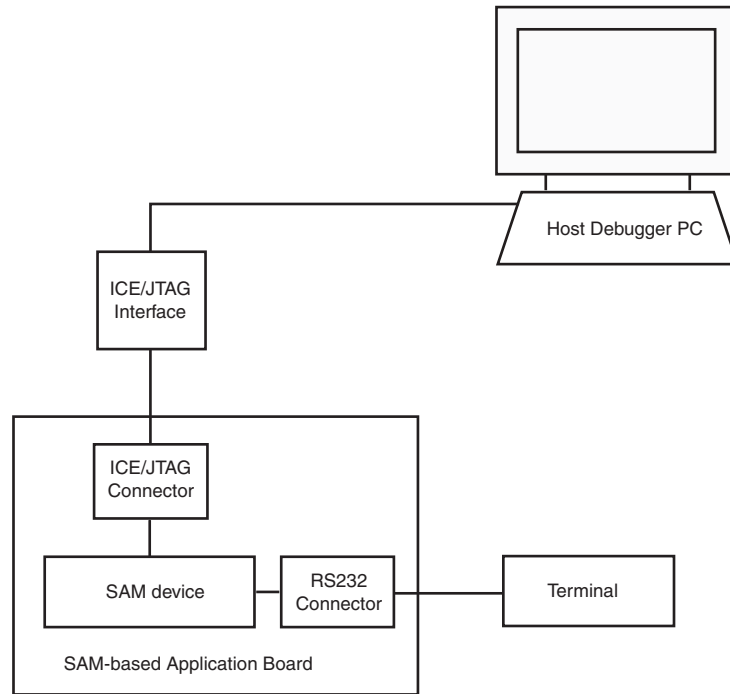 Host Debugger PC
ICE/JTAG
Interface
ICE/JTAG
Connector
SAM device
RS232
Connector
Terminal
SAM-based Application Board